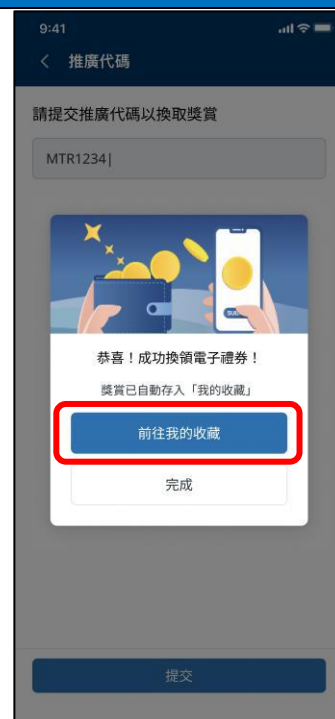 9:41
推廣代碼
請提交推廣代碼以換取獎賞
MTR1234|
恭喜！成功換領電子禮券！
獎賞已自動存入「我的收藏」
前往我的收藏
完成
提交